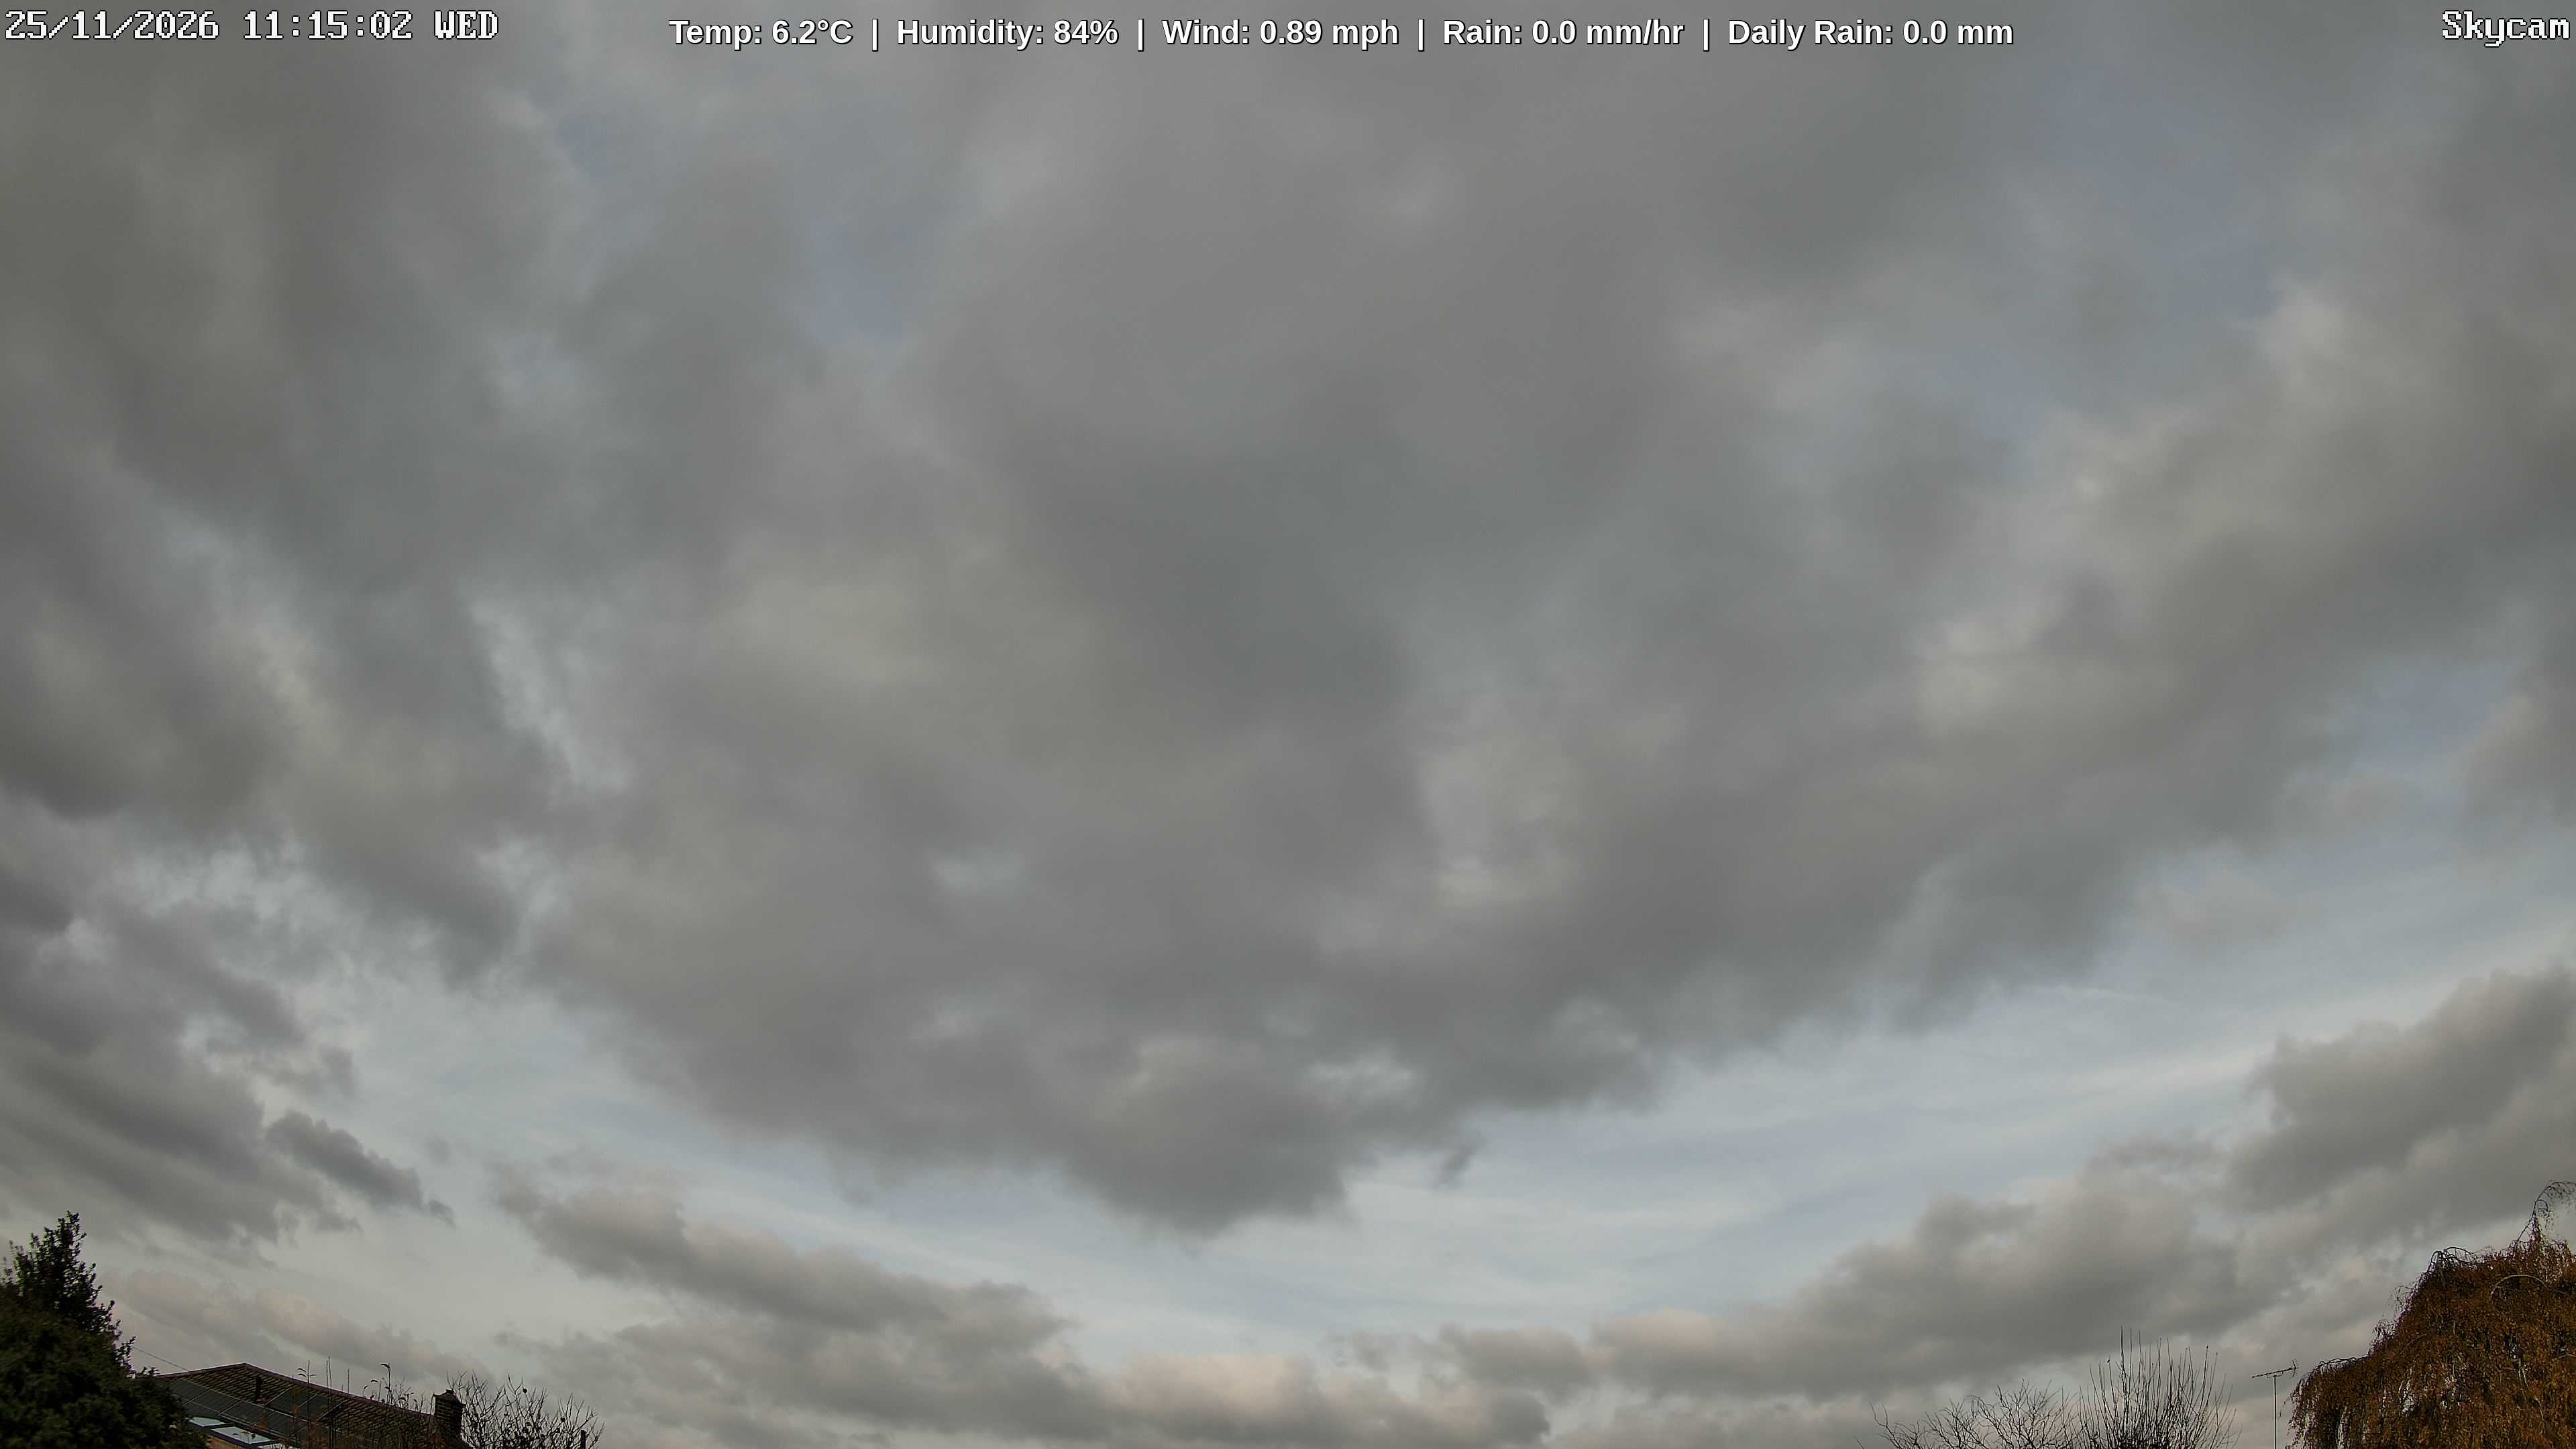 25/11/2026 11:15:02 WED
Temp: 6.2°C | Humidity: 84% | Wind: 0.89 mph | Rain: 0.0 mm/hr | Daily Rain: 0.0 mm
Skycam